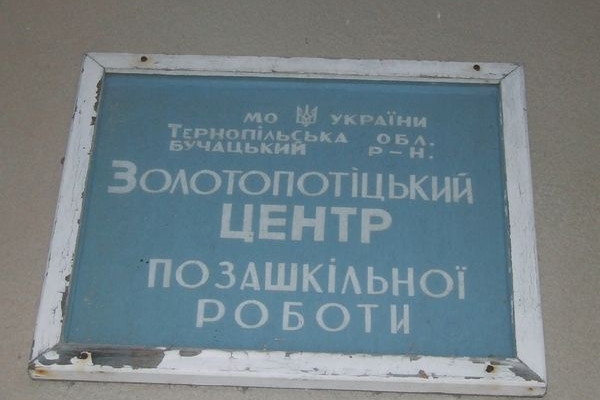 МО УКРАЇНИ
ТЕРНОПІЛЬСЬКА ОБЛ.
БУЧАЦЬКИЙ Р-Н.
ЗОЛОТОПОТІЦЬКИЙ
ЦЕНТР
ПОЗАШКІЛЬНОЇ
РОБОТИ